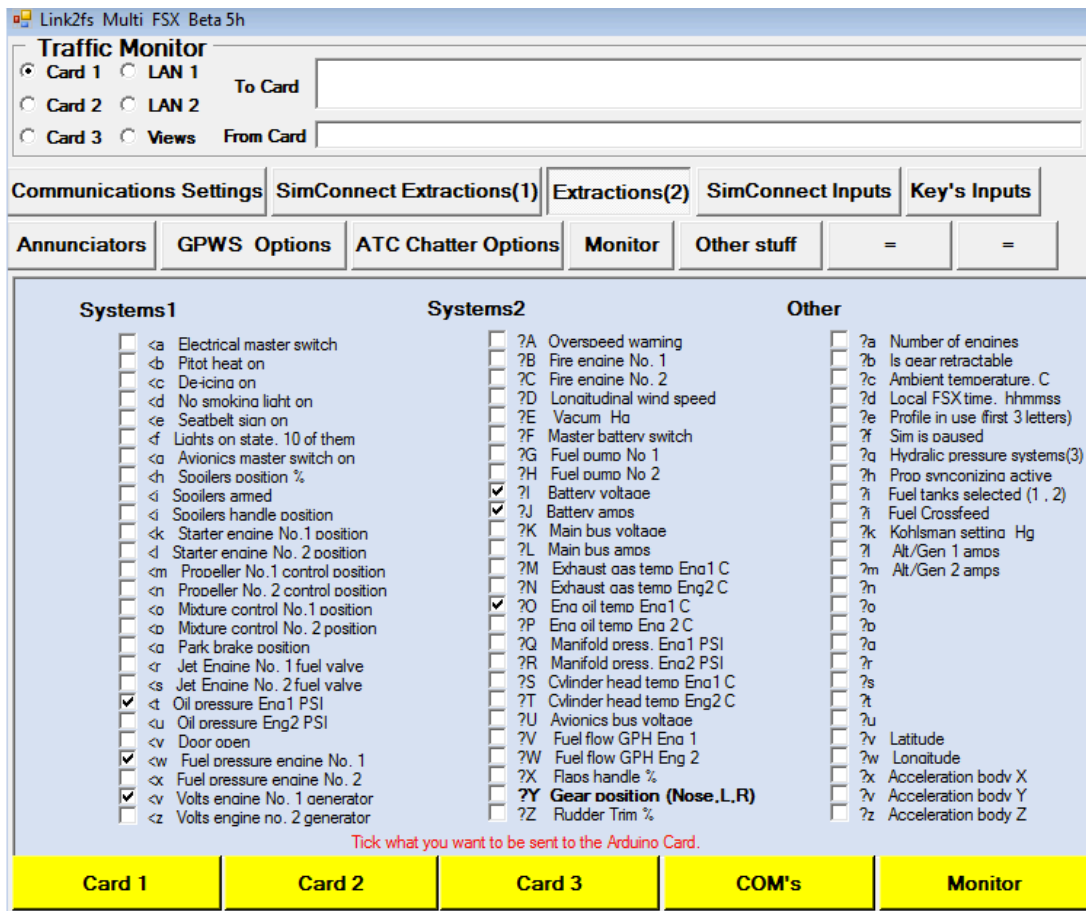 Link2fs Multi FSX Beta 5h
Traffic Monitor
Card 1 LAN 1
To Card
Card 2 LAN 2
Card 3 Views From Card
Communications Settings SimConnect Extractions(1) Extractions(2) SimConnect Inputs Key's Inputs
Annunciators GPWS Options ATC Chatter Options Monitor Other stuff = =
Systems1
<a Electrical master switch
<b Pitot heat on
<c De-icing on
<d No smoking light on
<e Seatbelt sign on
<f Lights on state. 10 of them
<g Avionics master switch on
<h Spoilers position %
<i Spoilers armed
<j Spoilers handle position
<k Starter engine No.1 position
<l Starter engine No. 2 position
<m Propeller No.1 control position
<n Propeller No. 2 control position
<o Mixture control No.1 position
<p Mixture control No. 2 position
<q Park brake position
<r Jet Engine No. 1 fuel valve
<s Jet Engine No. 2 fuel valve
<t Oil pressure Eng1 PSI
<u Oil pressure Eng2 PSI
<v Door open
<w Fuel pressure engine No. 1
<x Fuel pressure engine No. 2
<y Volts engine No. 1 generator
<z Volts engine no. 2 generator
Systems2
?A Overspeed warning
?B Fire engine No. 1
?C Fire engine No. 2
?D Longitudinal wind speed
?E Vacum Hg
?F Master battery switch
?G Fuel pump No 1
?H Fuel pump No 2
?I Battery voltage
?J Battery amps
?K Main bus voltage
?L Main bus amps
?M Exhaust gas temp Eng1 C
?N Exhaust gas temp Eng2 C
?O Eng oil temp Eng1 C
?P Eng oil temp Eng 2 C
?Q Manifold press. Eng1 PSI
?R Manifold press. Eng2 PSI
?S Cylinder head temp Eng1 C
?T Cylinder head temp Eng2 C
?U Avionics bus voltage
?V Fuel flow GPH Eng 1
?W Fuel flow GPH Eng 2
?X Flaps handle %
?Y Gear position (Nose,L,R)
?Z Rudder Trim %
Other
?a Number of engines
?b Is gear retractable
?c Ambient temperature. C
?d Local FSX time. hhmmss
?e Profile in use (first 3 letters)
?f Sim is paused
?g Hydralic pressure systems(3)
?h Prop synconizing active
?i Fuel tanks selected (1 , 2)
?j Fuel Crossfeed
?k Kohlsman setting Hg
?l Alt/Gen 1 amps
?m Alt/Gen 2 amps
?n
?o
?p
?q
?r
?s
?t
?u
?v Latitude
?w Longitude
?x Acceleration body X
?y Acceleration body Y
?z Acceleration body Z
Tick what you want to be sent to the Arduino Card.
Card 1 Card 2 Card 3 COM's Monitor